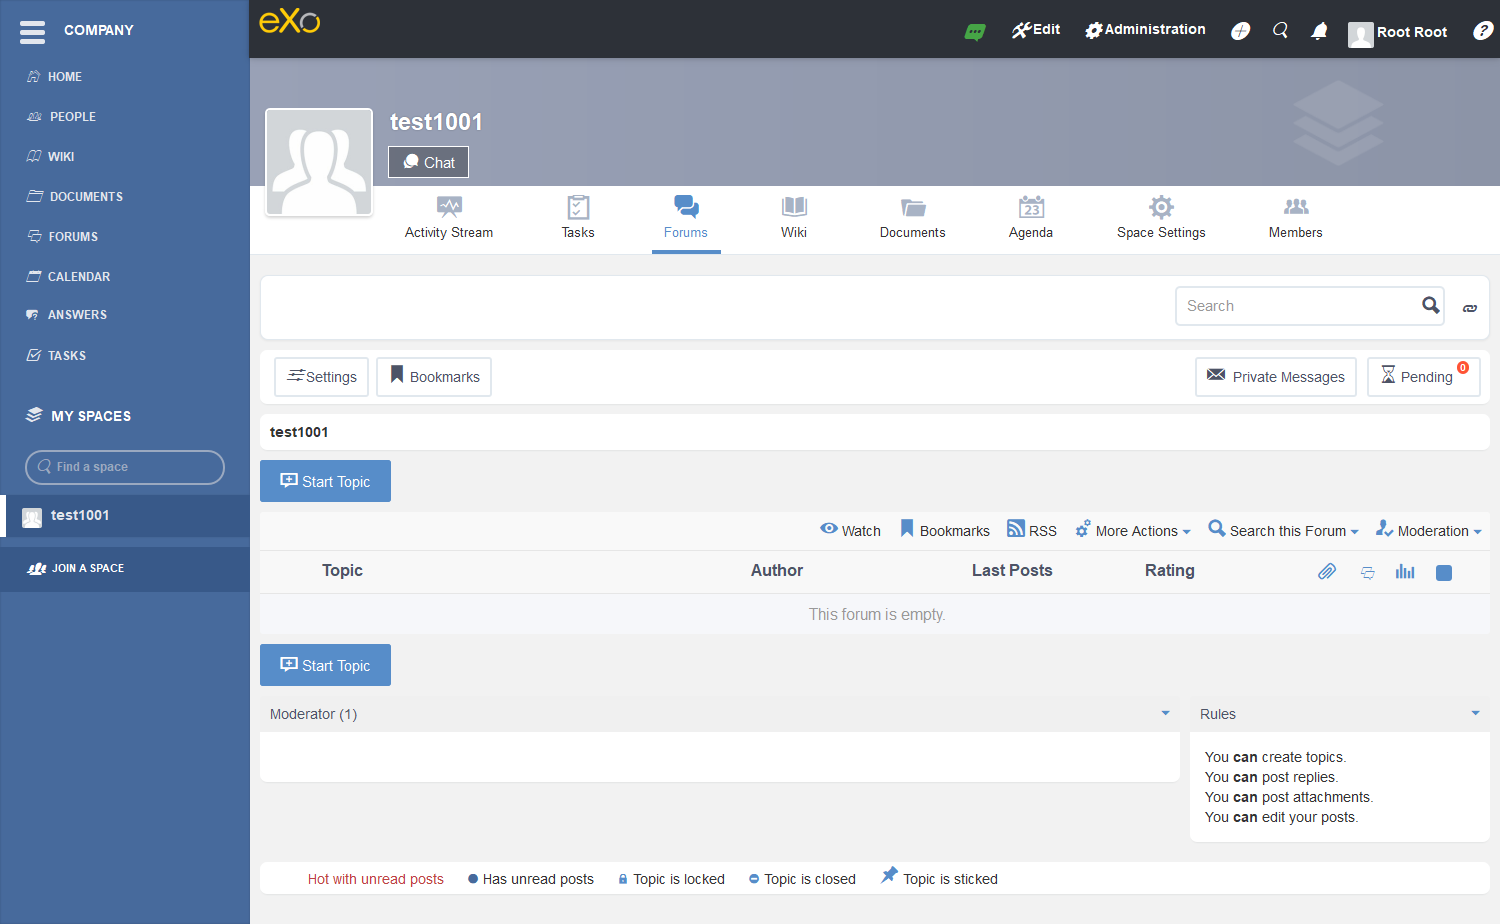 COMPANY
HOME
PEOPLE
WIKI
DOCUMENTS
FORUMS
CALENDAR
ANSWERS
TASKS
MY SPACES
Find a space
test1001
JOIN A SPACE
eXo
Edit
Administration
Root Root
?
test1001
Chat
Activity Stream
Tasks
Forums
Wiki
Documents
23
Agenda
Space Settings
Members
Search
Settings
Bookmarks
Private Messages
Pending
0
test1001
Start Topic
Watch
Bookmarks
RSS
More Actions
Search this Forum
Moderation
Topic
Author
Last Posts
Rating
This forum is empty.
Start Topic
Moderator (1)
Rules
You can create topics.
You can post replies.
You can post attachments.
You can edit your posts.
Hot with unread posts
Has unread posts
Topic is locked
Topic is closed
Topic is sticked